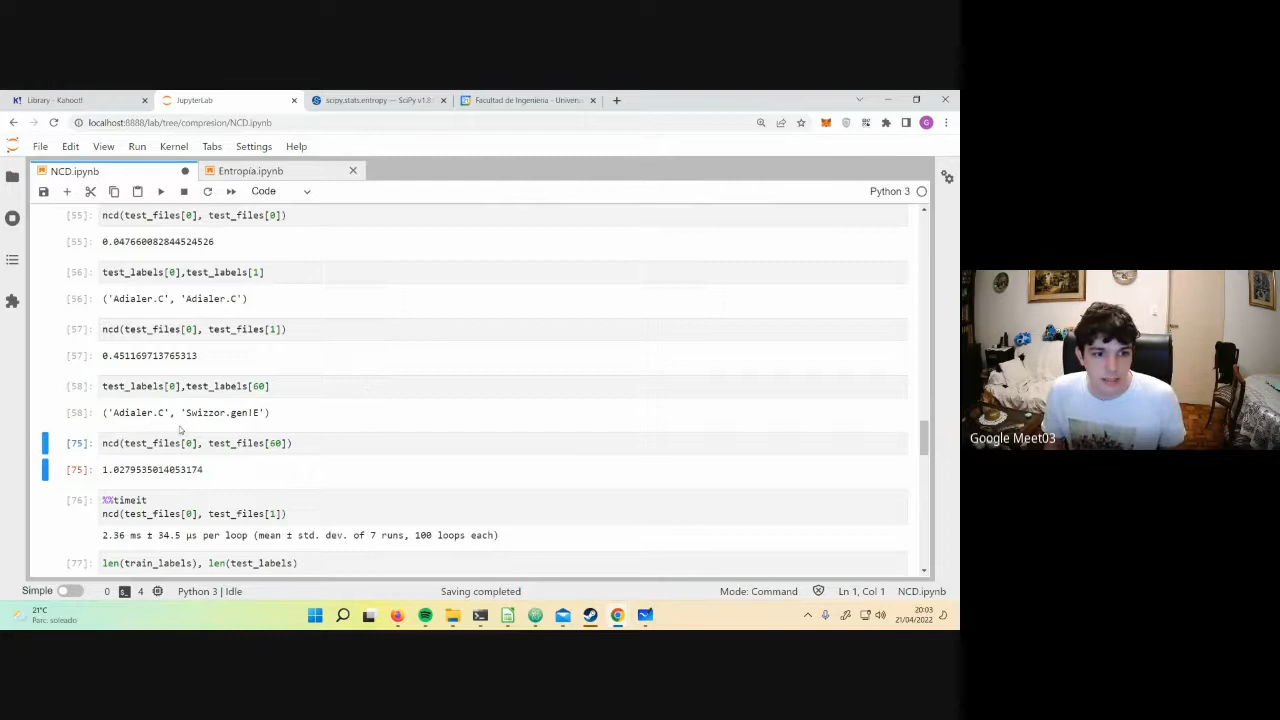 Library - Kahoot!
JupyterLab
scipy.stats.entropy — SciPy v1.8
Facultad de Ingeniería - Univers
localhost:8888/lab/tree/compresion/NCD.ipynb
G
File Edit View Run Kernel Tabs Settings Help
NCD.ipynb
Entropía.ipynb
Code
Python 3
[55]: ncd(test_files[0], test_files[0])
[55]: 0.047660082844524526
[56]: test_labels[0],test_labels[1]
[56]: ('Adialer.C', 'Adialer.C')
[57]: ncd(test_files[0], test_files[1])
[57]: 0.451169713765313
[58]: test_labels[0],test_labels[60]
[58]: ('Adialer.C', 'Swizzor.gen!E')
[75]: ncd(test_files[0], test_files[60])
[75]: 1.0279535014053174
[76]: %%timeit
ncd(test_files[0], test_files[1])
2.36 ms ± 34.5 µs per loop (mean ± std. dev. of 7 runs, 100 loops each)
[77]: len(train_labels), len(test_labels)
Simple 0 4 Python 3 | Idle Saving completed Mode: Command Ln 1, Col 1 NCD.ipynb
21°C
Parc. soleado
20:03
21/04/2022
Google Meet03